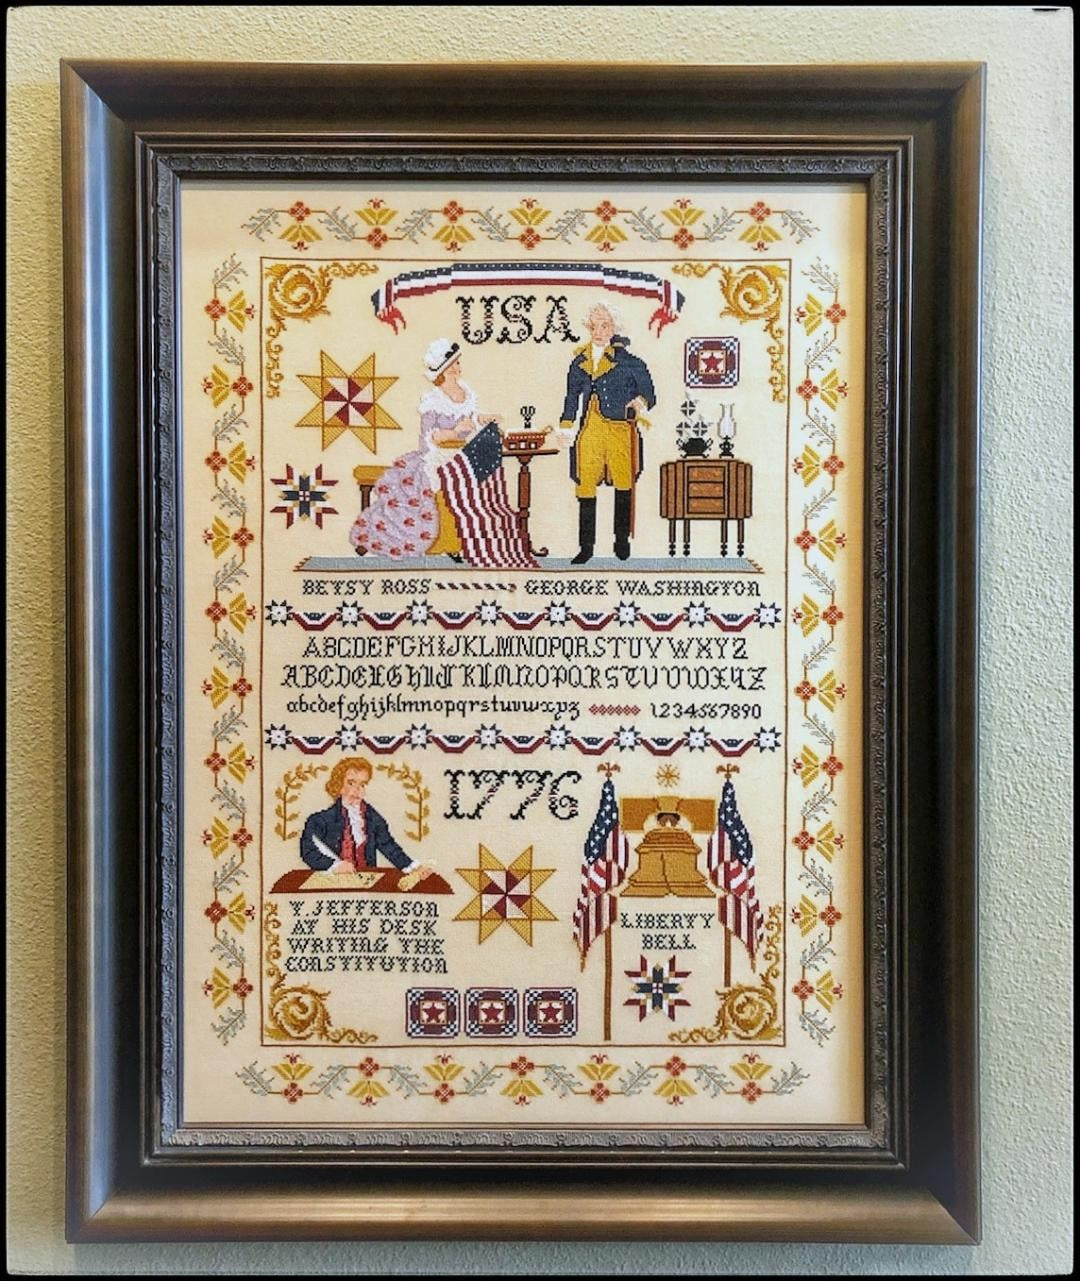 USA
BETSY ROSS GEORGE WASHINGTON
ABCDEFGHIJKLMNOPQRSTUVWXYZ
ABCDEFGHIJKLMNOPQRSTUVWXYZ
abcdefghijklmnopqrstuvwxyz 1234567890
1776
T. JEFFERSON
AT HIS DESK
WRITING THE
CONSTITUTION
LIBERTY
BELL